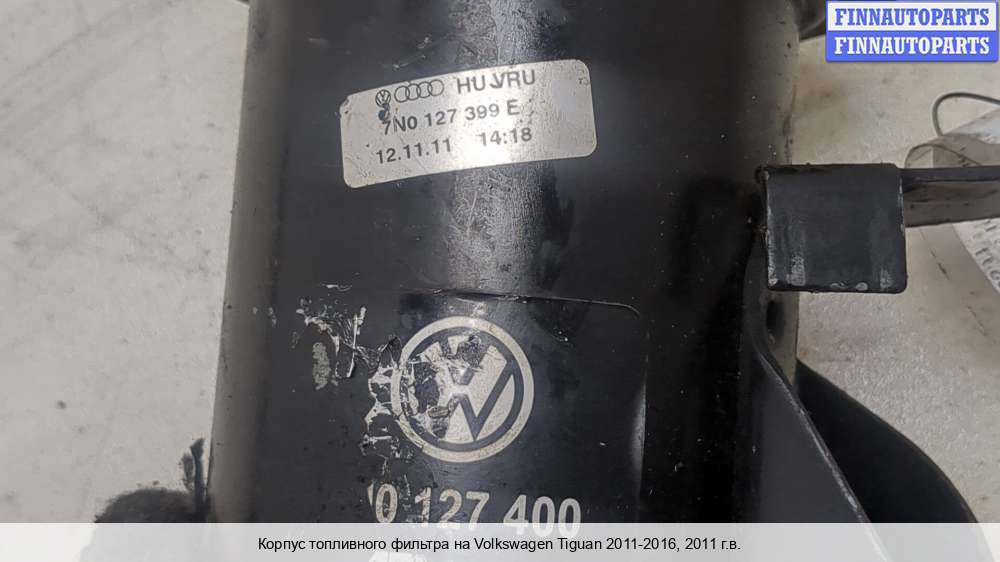 FINNAUTOPARTS
FINNAUTOPARTS
HU VRU
7N0 127 399 E
12.11.11 14:18
0 127 400
Корпус топливного фильтра на Volkswagen Tiguan 2011-2016, 2011 г.в.